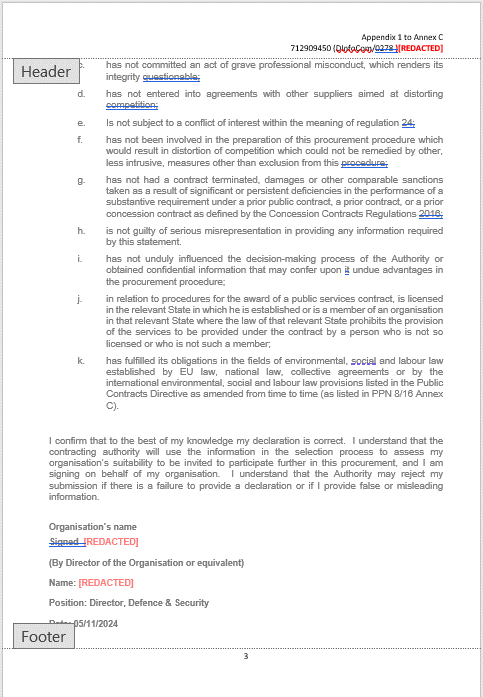 Appendix 1 to Annex C
712909450 (DInfoCom/0278 )[REDACTED]
Header
c. has not committed an act of grave professional misconduct, which renders its
integrity questionable;
d. has not entered into agreements with other suppliers aimed at distorting
competition;
e. Is not subject to a conflict of interest within the meaning of regulation 24;
f. has not been involved in the preparation of this procurement procedure which
would result in distortion of competition which could not be remedied by other,
less intrusive, measures other than exclusion from this procedure;
g. has not had a contract terminated, damages or other comparable sanctions
taken as a result of significant or persistent deficiencies in the performance of a
substantive requirement under a prior public contract, a prior contract, or a prior
concession contract as defined by the Concession Contracts Regulations 2016;
h. is not guilty of serious misrepresentation in providing any information required
by this statement.
i. has not unduly influenced the decision-making process of the Authority or
obtained confidential information that may confer upon it undue advantages in
the procurement procedure;
j. in relation to procedures for the award of a public services contract, is licensed
in the relevant State in which he is established or is a member of an organisation
in that relevant State where the law of that relevant State prohibits the provision
of the services to be provided under the contract by a person who is not so
licensed or who is not such a member;
k. has fulfilled its obligations in the fields of environmental, social and labour law
established by EU law, national law, collective agreements or by the
international environmental, social and labour law provisions listed in the Public
Contracts Directive as amended from time to time (as listed in PPN 8/16 Annex
C).
I confirm that to the best of my knowledge my declaration is correct. I understand that the
contracting authority will use the information in the selection process to assess my
organisation's suitability to be invited to participate further in this procurement, and I am
signing on behalf of my organisation. I understand that the Authority may reject my
submission if there is a failure to provide a declaration or if I provide false or misleading
information.
Organisation's name
Signed [REDACTED]
(By Director of the Organisation or equivalent)
Name: [REDACTED]
Position: Director, Defence & Security
Date: 05/11/2024
Footer
3